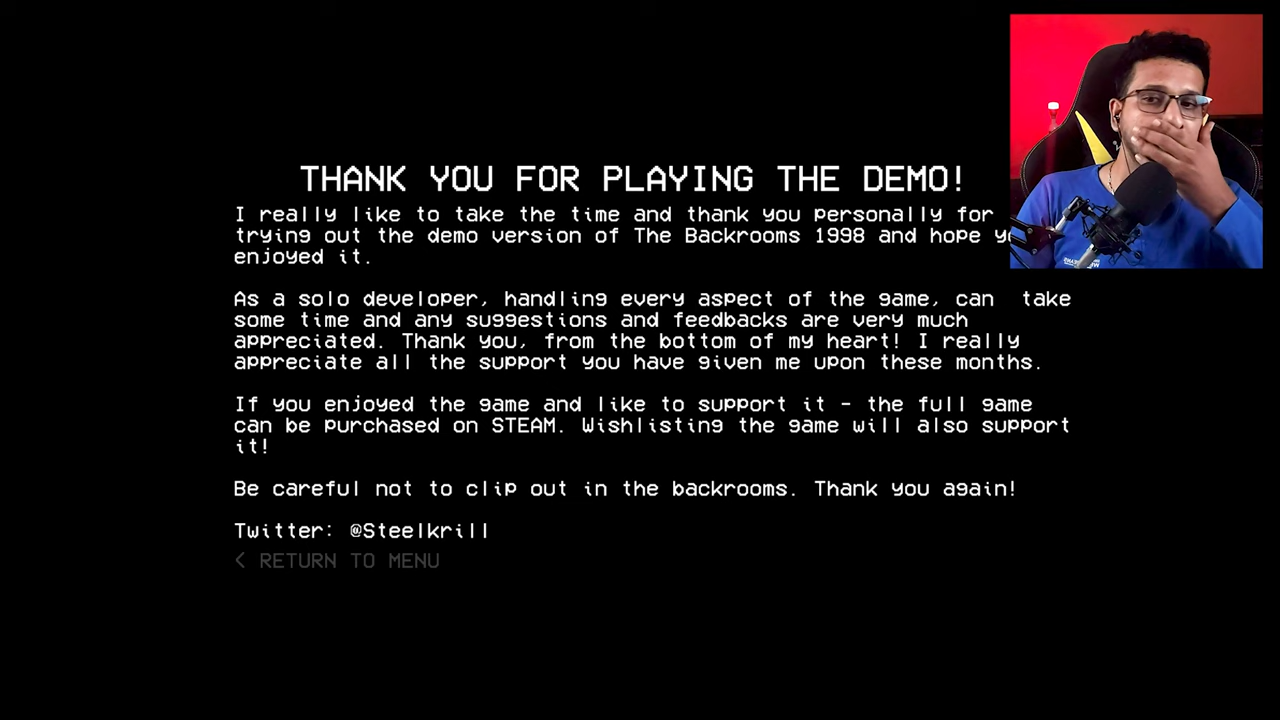 THANK YOU FOR PLAYING THE DEMO!
I really like to take the time and thank you personally for
trying out the demo version of The Backrooms 1998 and hope
enjoyed it.
As a solo developer, handling every aspect of the game, can take
some time and any suggestions and feedbacks are very much
appreciated. Thank you, from the bottom of my heart! I really
appreciate all the support you have given me upon these months.
If you enjoyed the game and like to support it - the full game
can be purchased on STEAM. Wishlisting the game will also support
it!
Be careful not to clip out in the backrooms. Thank you again!
Twitter: @Steelkrill
< RETURN TO MENU